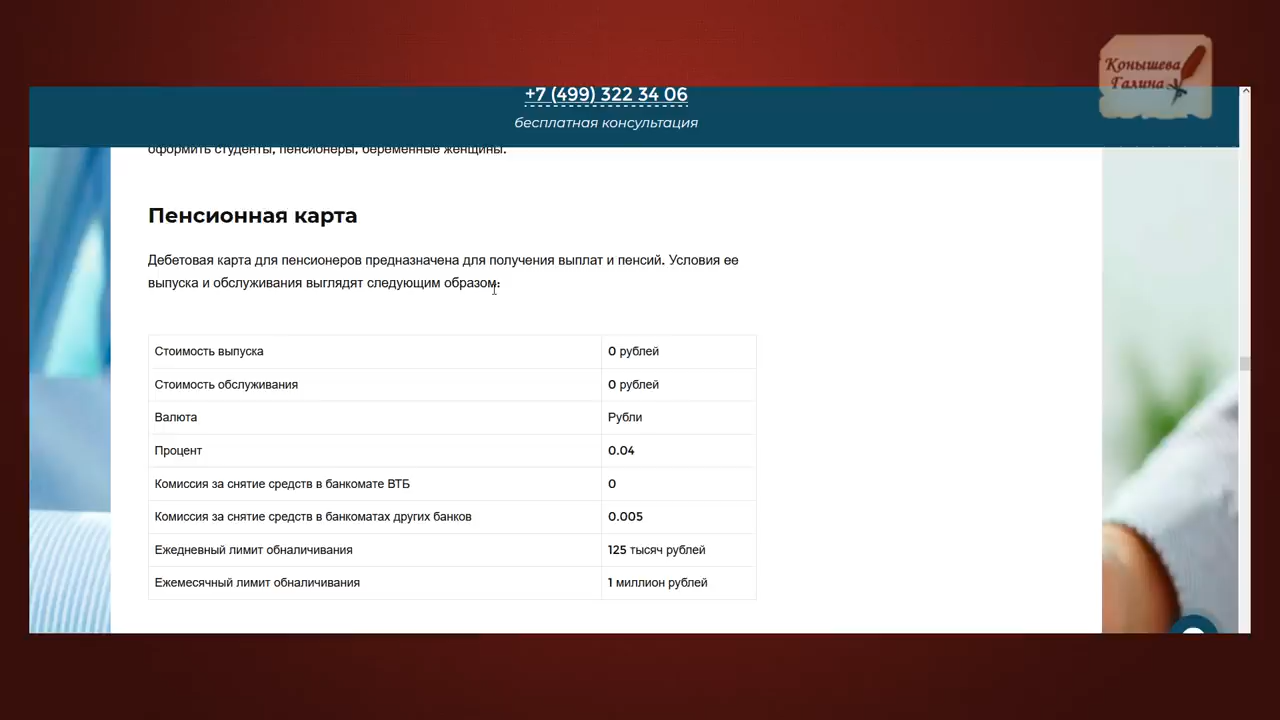 Конышева
Галина
+7 (499) 322 34 06
бесплатная консультация
оформить студенты, пенсионеры, беременные женщины.
Пенсионная карта
Дебетовая карта для пенсионеров предназначена для получения выплат и пенсий. Условия ее
выпуска и обслуживания выглядят следующим образом:
Стоимость выпуска 0 рублей
Стоимость обслуживания 0 рублей
Валюта Рубли
Процент 0.04
Комиссия за снятие средств в банкомате ВТБ 0
Комиссия за снятие средств в банкоматах других банков 0.005
Ежедневный лимит обналичивания 125 тысяч рублей
Ежемесячный лимит обналичивания 1 миллион рублей